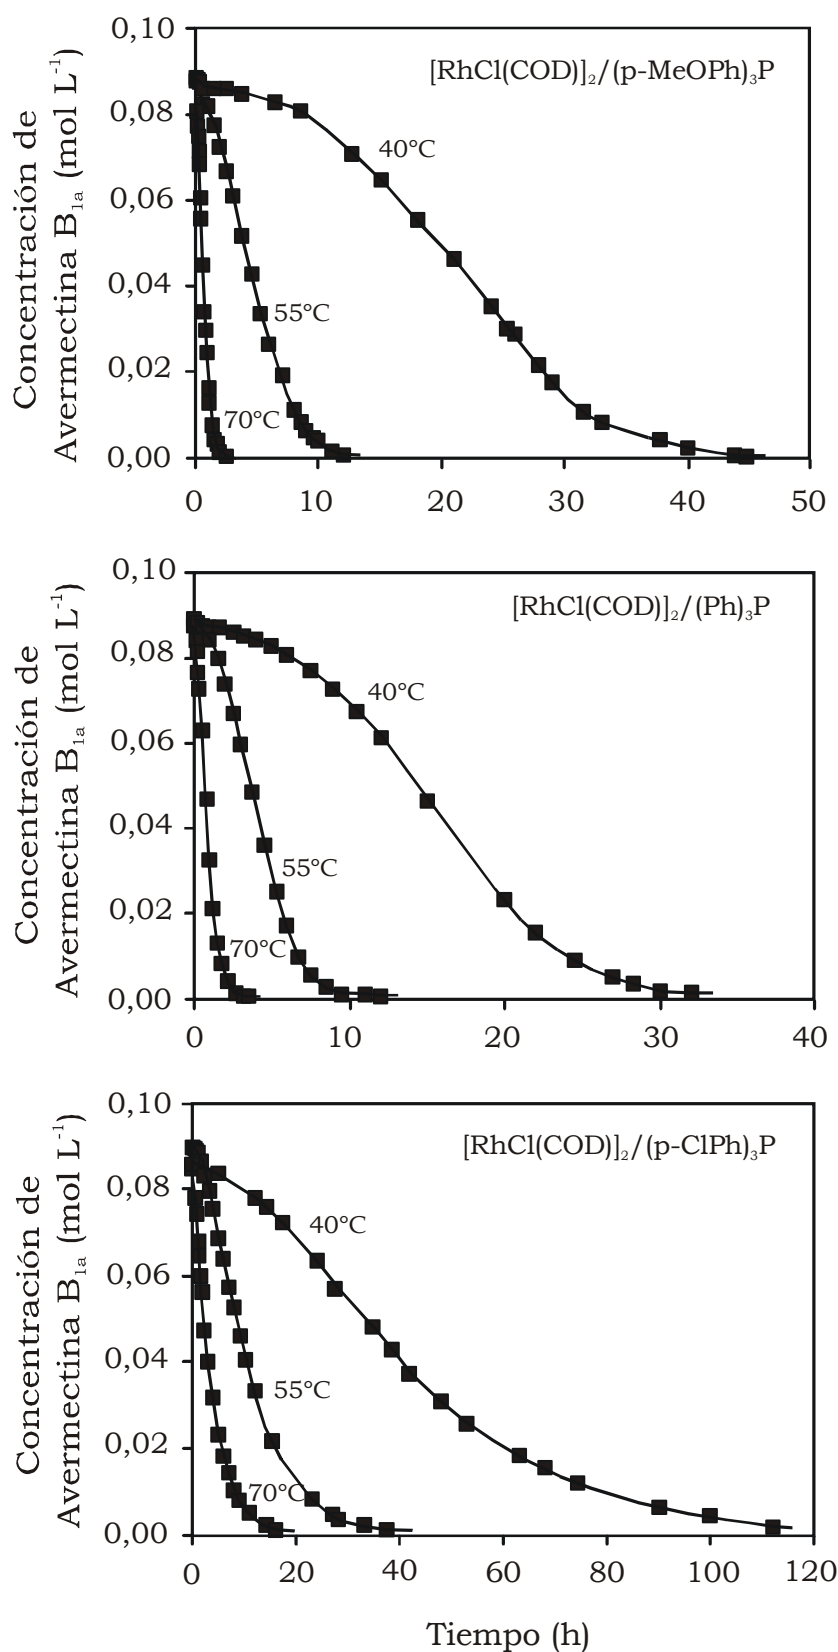 Concentración de
Avermectina B₁ₐ (mol L⁻¹)
0,10
0,08
0,06
0,04
0,02
0,00
[RhCl(COD)]₂/(p-MeOPh)₃P
40°C
55°C
70°C
0 10 20 30 40 50
Concentración de
Avermectina B₁ₐ (mol L⁻¹)
0,10
0,08
0,06
0,04
0,02
0,00
[RhCl(COD)]₂/(Ph)₃P
40°C
55°C
70°C
0 10 20 30 40
Concentración de
Avermectina B₁ₐ (mol L⁻¹)
0,10
0,08
0,06
0,04
0,02
0,00
[RhCl(COD)]₂/(p-ClPh)₃P
40°C
55°C
70°C
0 20 40 60 80 100 120
Tiempo (h)